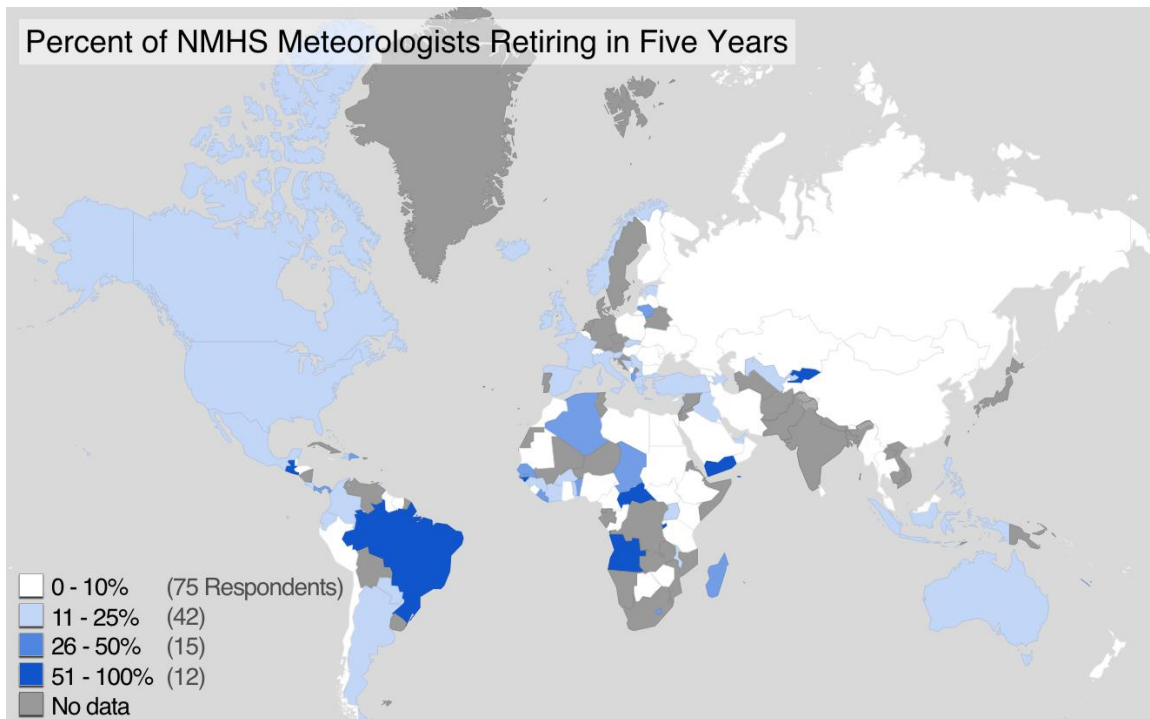 Percent of NMHS Meteorologists Retiring in Five Years
0 - 10% (75 Respondents)
11 - 25% (42)
26 - 50% (15)
51 - 100% (12)
No data